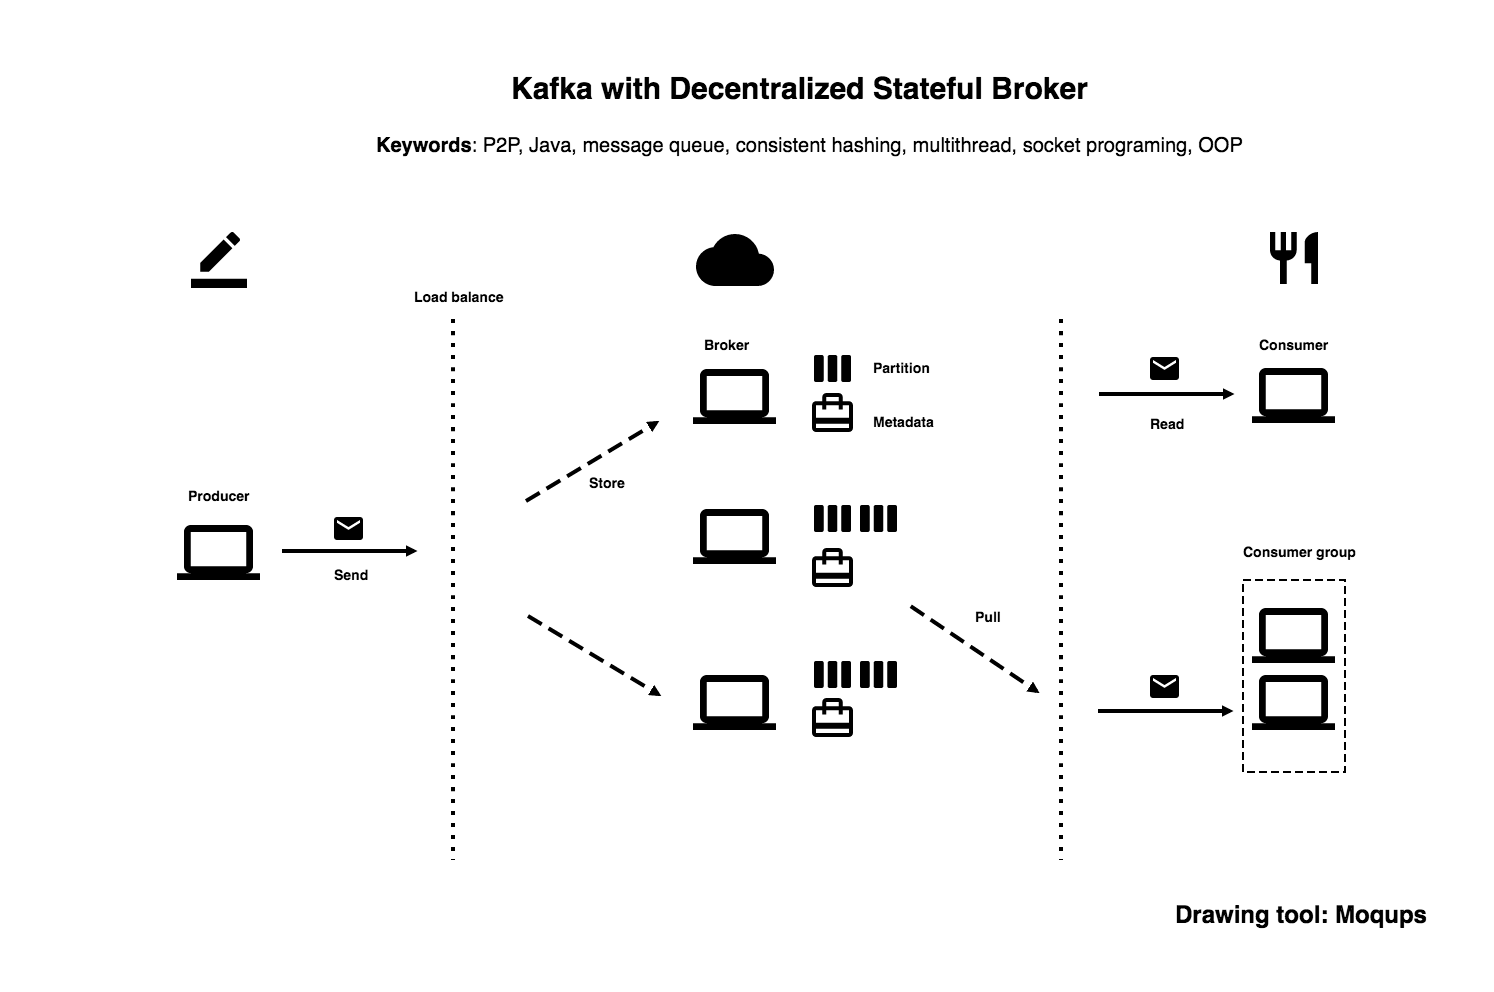 Kafka with Decentralized Stateful Broker
Keywords: P2P, Java, message queue, consistent hashing, multithread, socket programing, OOP
Load balance
Broker
Partition
Metadata
Consumer
Read
Store
Producer
Send
Consumer group
Pull
Drawing tool: Moqups